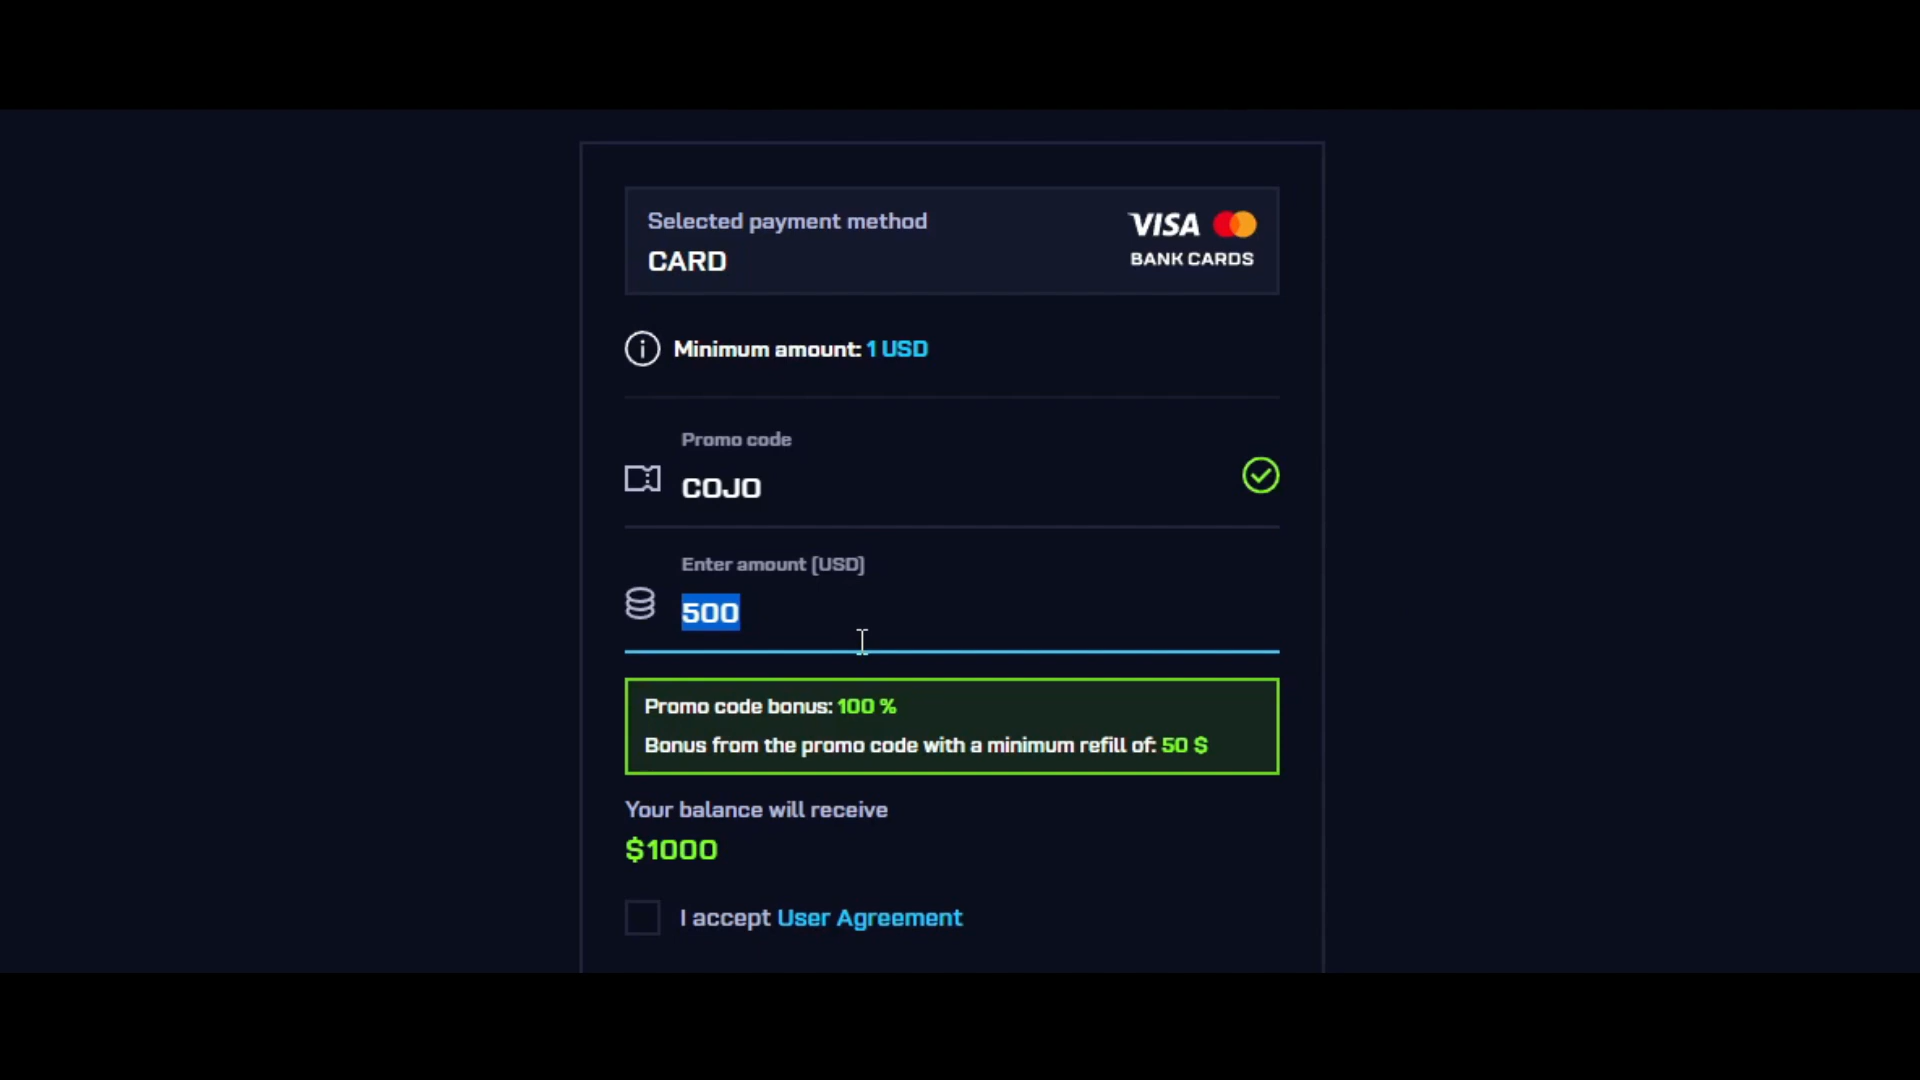 Selected payment method
CARD
VISA
BANK CARDS
Minimum amount: 1 USD
Promo code
COJO
Enter amount [USD]
500
Promo code bonus: 100 %
Bonus from the promo code with a minimum refill of: 50 $
Your balance will receive
$1000
I accept User Agreement